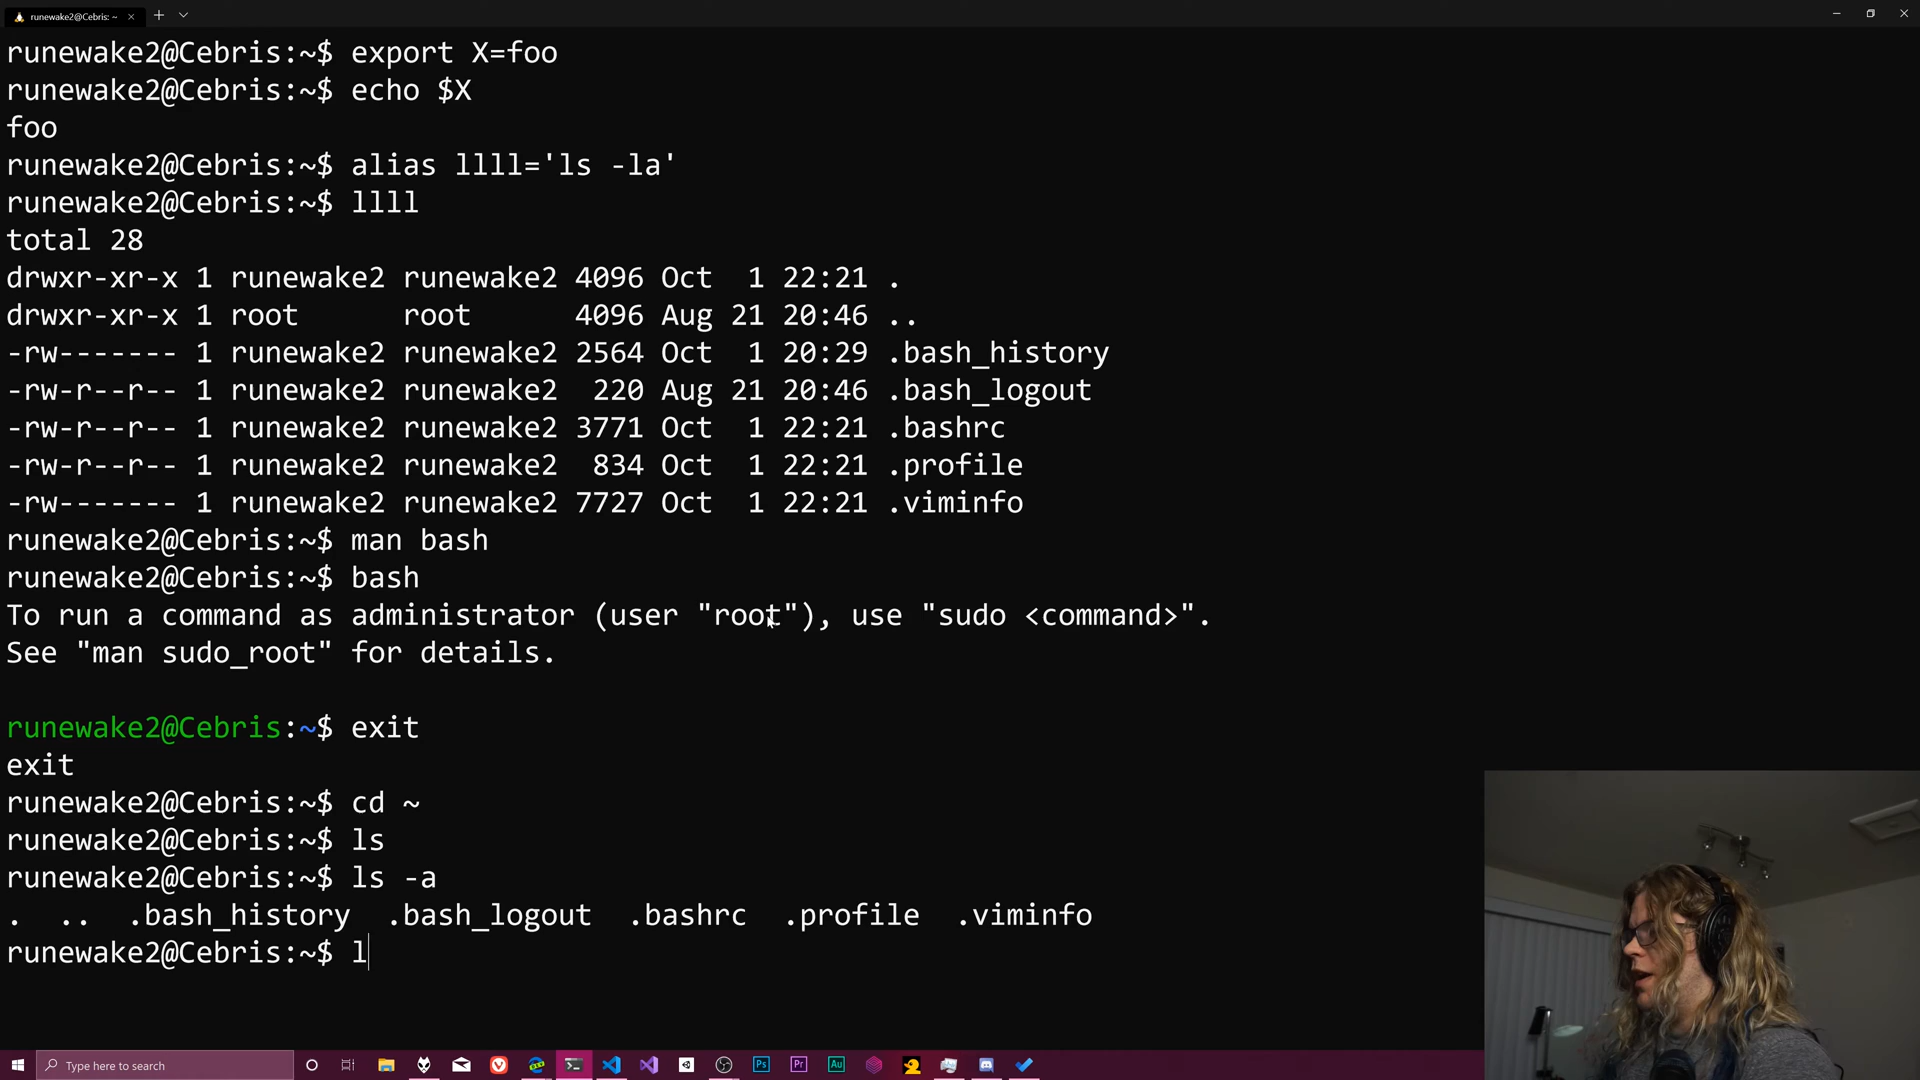 runewake2@Cebris: ~
runewake2@Cebris:~$ export X=foo
runewake2@Cebris:~$ echo $X
foo
runewake2@Cebris:~$ alias llll='ls -la'
runewake2@Cebris:~$ llll
total 28
drwxr-xr-x 1 runewake2 runewake2 4096 Oct  1 22:21 .
drwxr-xr-x 1 root      root      4096 Aug 21 20:46 ..
-rw------- 1 runewake2 runewake2 2564 Oct  1 20:29 .bash_history
-rw-r--r-- 1 runewake2 runewake2  220 Aug 21 20:46 .bash_logout
-rw-r--r-- 1 runewake2 runewake2 3771 Oct  1 22:21 .bashrc
-rw-r--r-- 1 runewake2 runewake2  834 Oct  1 22:21 .profile
-rw------- 1 runewake2 runewake2 7727 Oct  1 22:21 .viminfo
runewake2@Cebris:~$ man bash
runewake2@Cebris:~$ bash
To run a command as administrator (user "root"), use "sudo <command>".
See "man sudo_root" for details.
runewake2@Cebris:~$ exit
exit
runewake2@Cebris:~$ cd ~
runewake2@Cebris:~$ ls
runewake2@Cebris:~$ ls -a
.  ..  .bash_history  .bash_logout  .bashrc  .profile  .viminfo
runewake2@Cebris:~$ l
Type here to search
Ps
Pr
Au